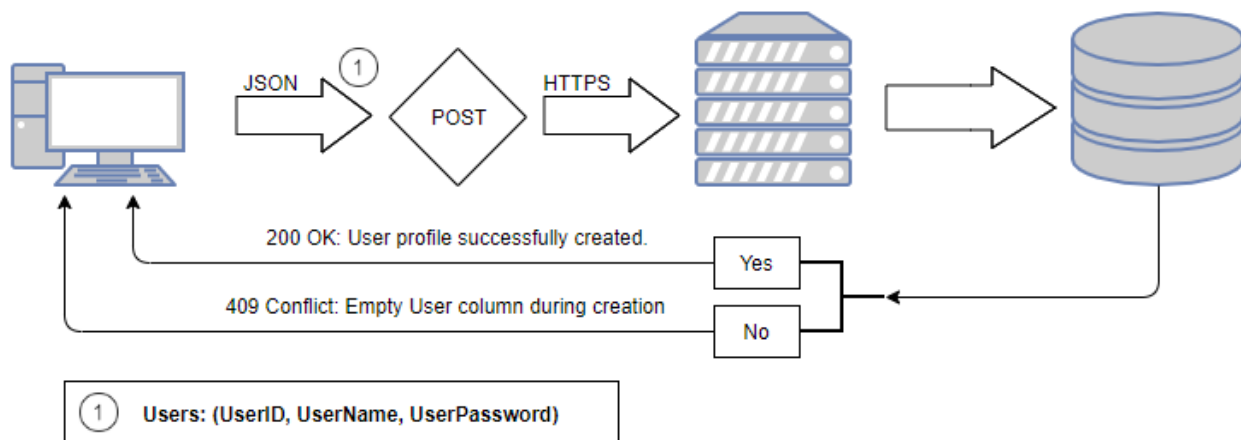 JSON
1
POST
HTTPS
200 OK: User profile successfully created.
Yes
409 Conflict: Empty User column during creation
No
1 Users: (UserID, UserName, UserPassword)